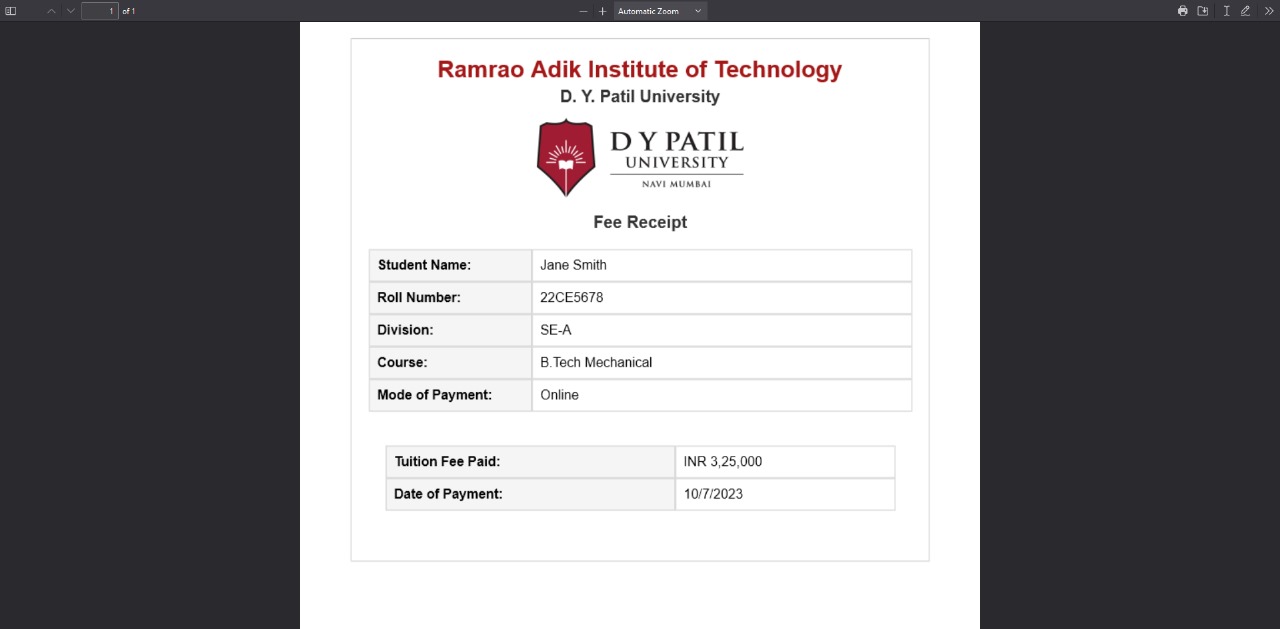 1 of 1
Automatic Zoom
Ramrao Adik Institute of Technology
D. Y. Patil University
D Y PATIL
UNIVERSITY
NAVI MUMBAI
Fee Receipt
Student Name: Jane Smith
Roll Number: 22CE5678
Division: SE-A
Course: B.Tech Mechanical
Mode of Payment: Online
Tuition Fee Paid: INR 3,25,000
Date of Payment: 10/7/2023